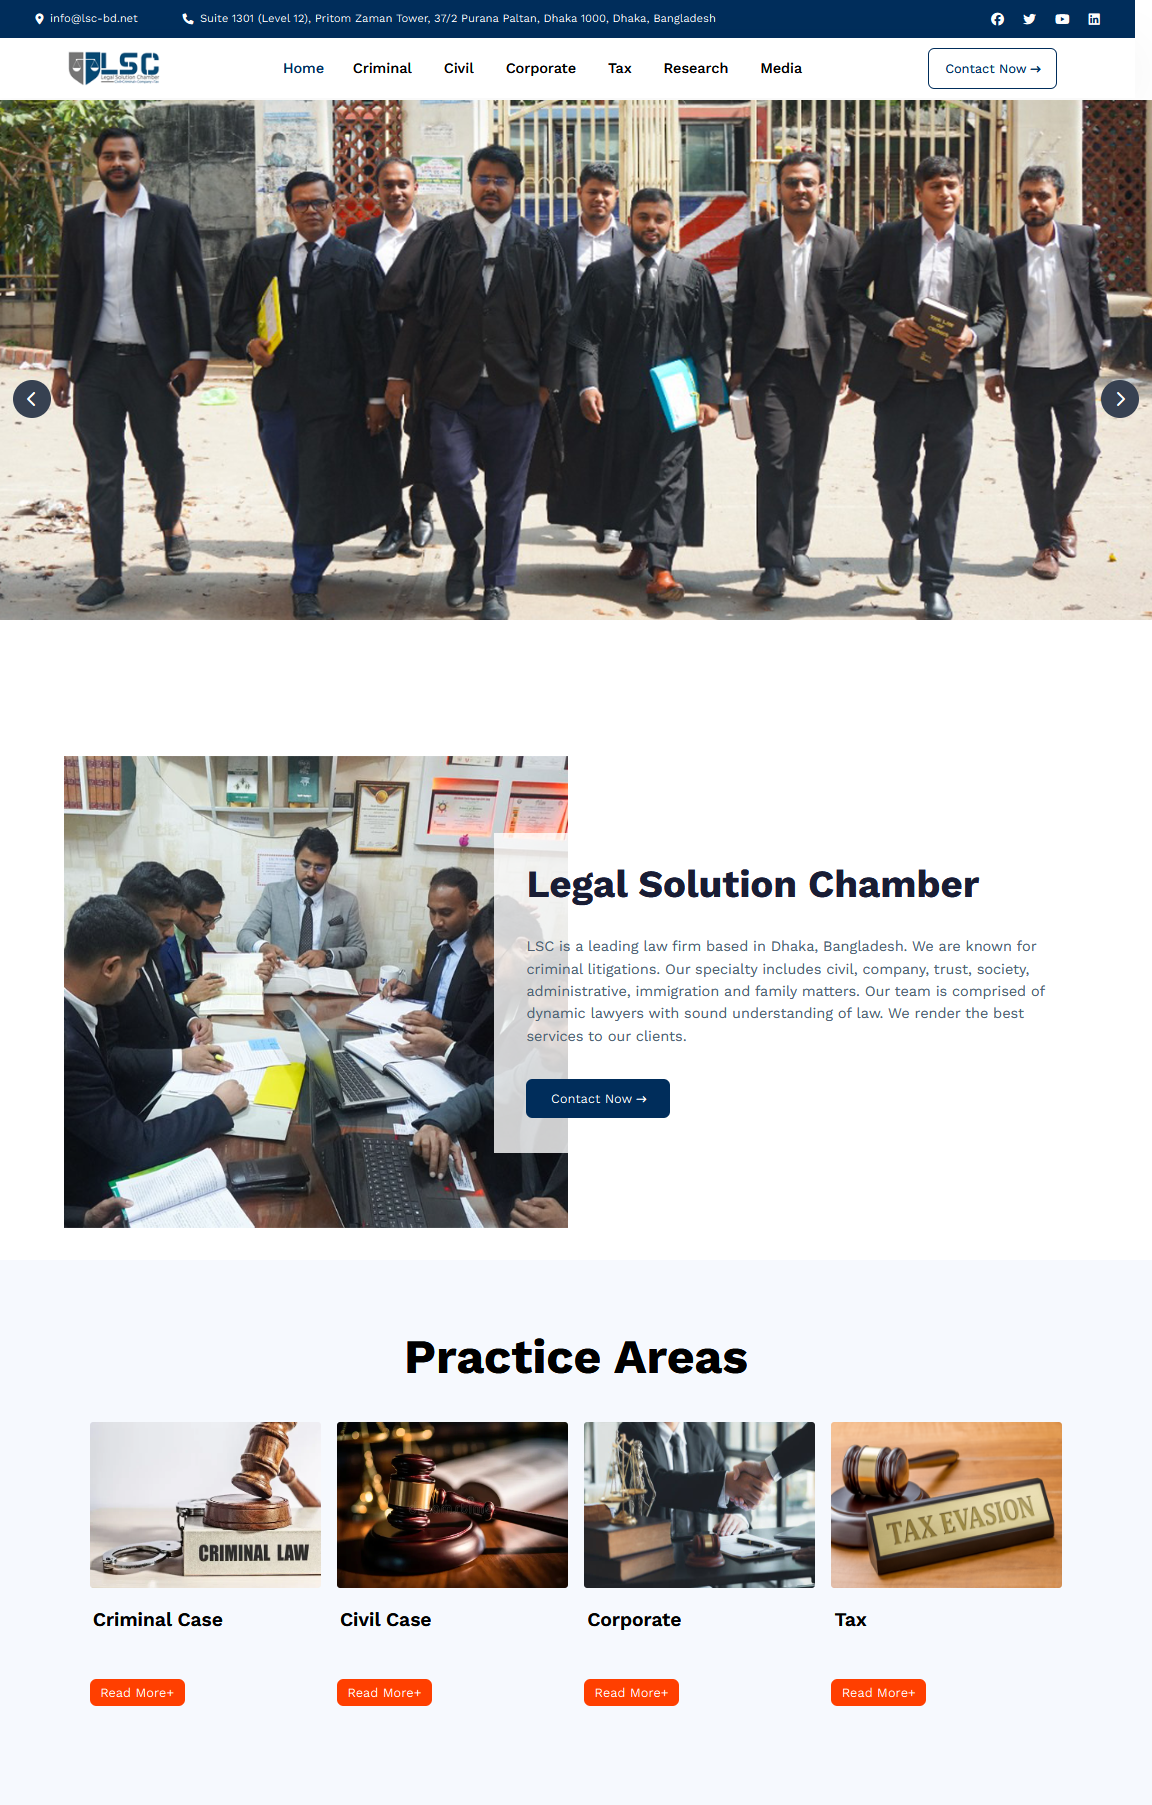 info@lsc-bd.net
Suite 1301 (Level 12), Pritom Zaman Tower, 37/2 Purana Paltan, Dhaka 1000, Dhaka, Bangladesh
LSC
Legal Solution Chamber
Home
Criminal
Civil
Corporate
Tax
Research
Media
Contact Now →
THE LAW
OF
CRIMES
Legal Solution Chamber
LSC is a leading law firm based in Dhaka, Bangladesh. We are known for
criminal litigations. Our specialty includes civil, company, trust, society,
administrative, immigration and family matters. Our team is comprised of
dynamic lawyers with sound understanding of law. We render the best
services to our clients.
Contact Now →
Practice Areas
CRIMINAL LAW
TAX EVASION
Criminal Case
Civil Case
Corporate
Tax
Read More+
Read More+
Read More+
Read More+